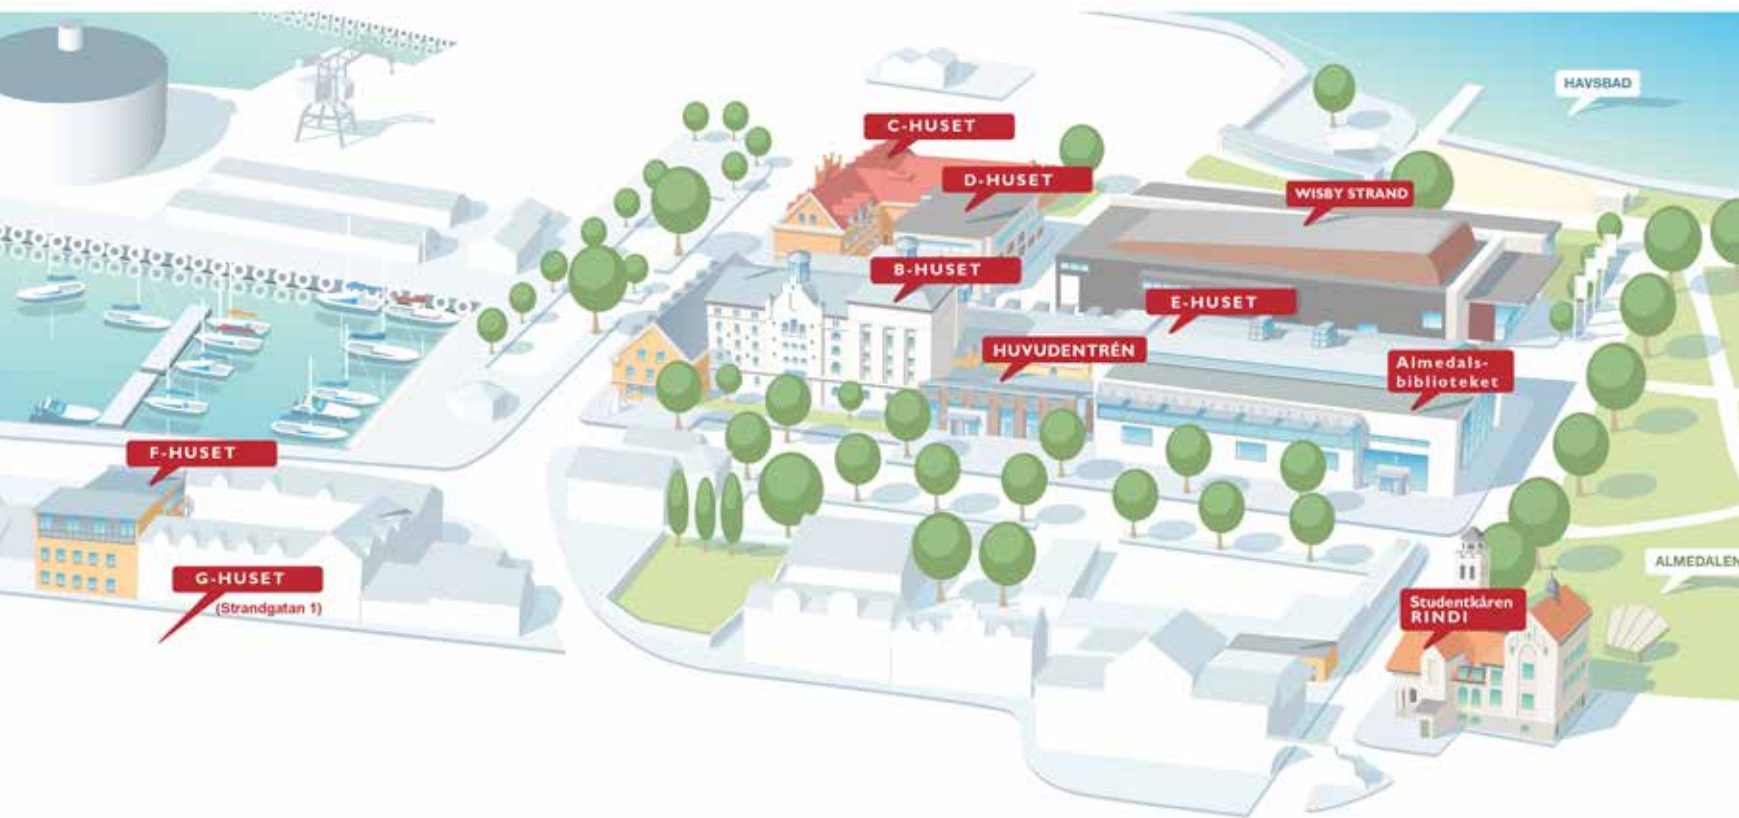 HAVSBAD
C-HUSET
D-HUSET
WISBY STRAND
B-HUSET
E-HUSET
HUVUDENTRÉN
Almedals-
biblioteket
F-HUSET
ALMEDALEN
G-HUSET
(Strandgatan 1)
Studentkåren
RINDI